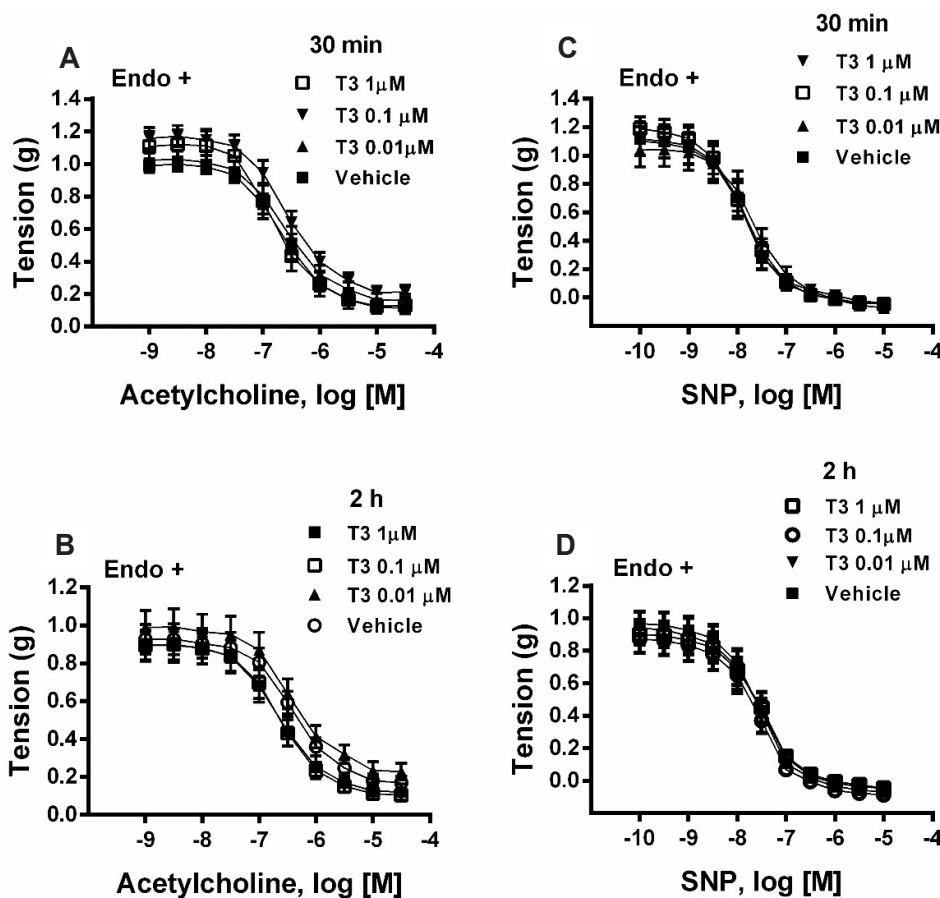 A
30 min
Endo +
T3 1μM
T3 0.1 μM
T3 0.01μM
Vehicle
Tension (g)
1.4
1.2
1.0
0.8
0.6
0.4
0.2
0.0
-9 -8 -7 -6 -5 -4
Acetylcholine, log [M]
C
30 min
Endo +
T3 1 μM
T3 0.1 μM
T3 0.01 μM
Vehicle
Tension (g)
1.4
1.2
1.0
0.8
0.6
0.4
0.2
0.0
-10 -9 -8 -7 -6 -5 -4
SNP, log [M]
B
2 h
Endo +
T3 1μM
T3 0.1 μM
T3 0.01 μM
Vehicle
Tension (g)
1.2
1.0
0.8
0.6
0.4
0.2
0.0
-9 -8 -7 -6 -5 -4
Acetylcholine, log [M]
D
2 h
Endo +
T3 1 μM
T3 0.1μM
T3 0.01 μM
Vehicle
Tension (g)
1.2
1.0
0.8
0.6
0.4
0.2
0.0
-10 -9 -8 -7 -6 -5 -4
SNP, log [M]